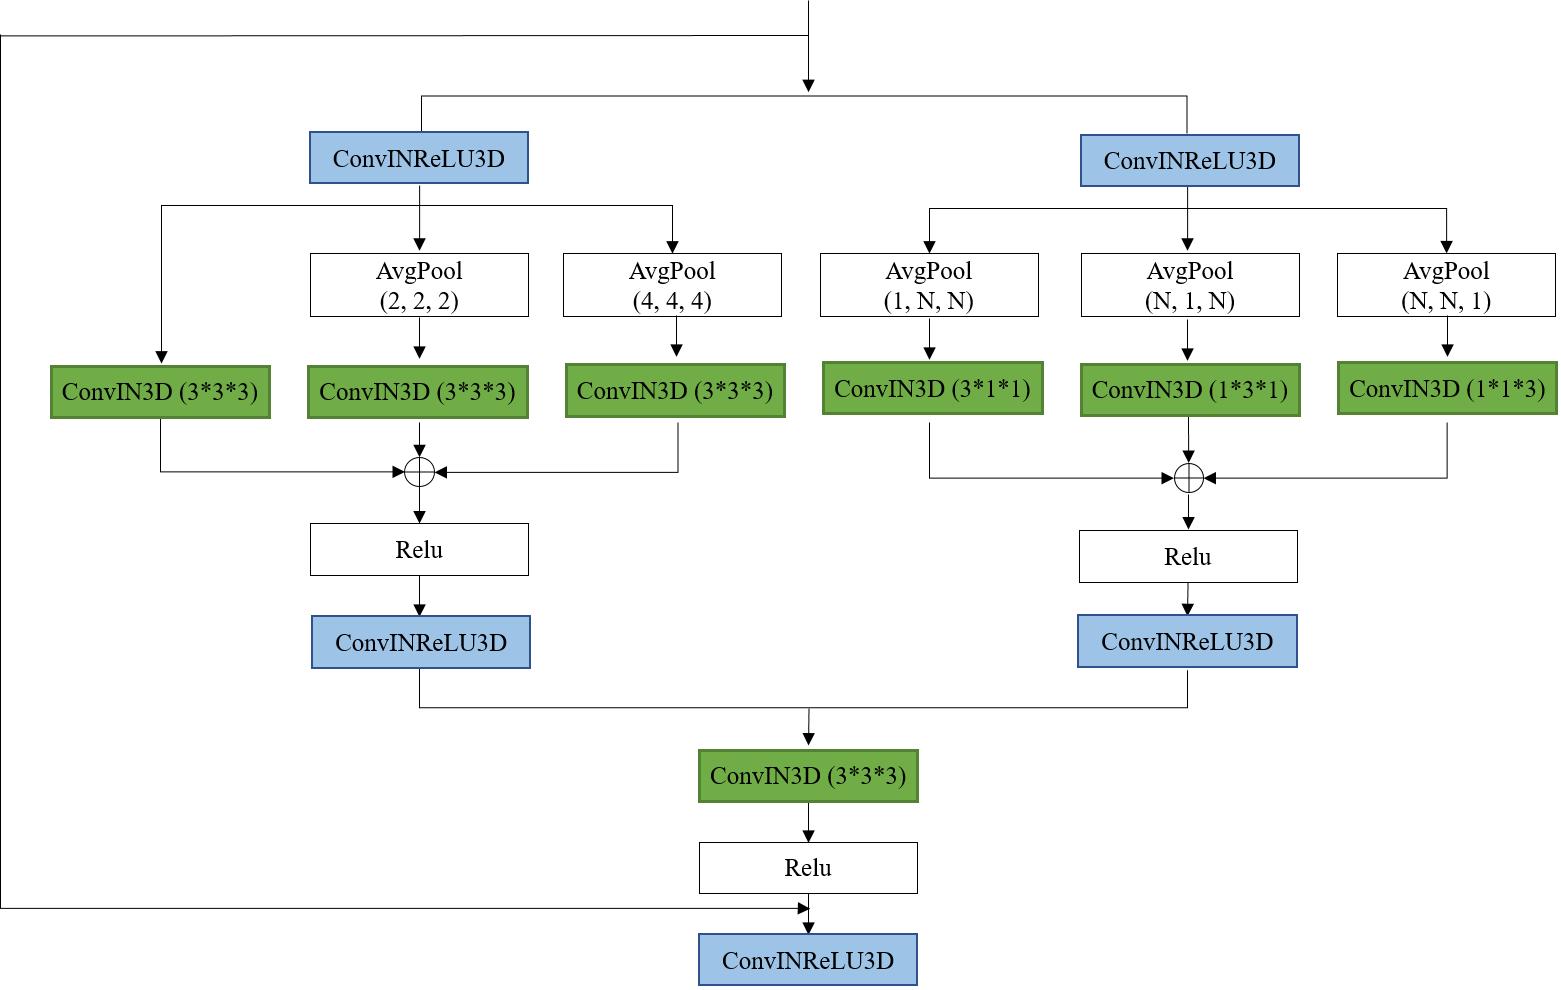 ConvINReLU3D
ConvINReLU3D
AvgPool
(2, 2, 2)
AvgPool
(4, 4, 4)
AvgPool
(1, N, N)
AvgPool
(N, 1, N)
AvgPool
(N, N, 1)
ConvIN3D (3*3*3)
ConvIN3D (3*3*3)
ConvIN3D (3*3*3)
ConvIN3D (3*1*1)
ConvIN3D (1*3*1)
ConvIN3D (1*1*3)
Relu
Relu
ConvINReLU3D
ConvINReLU3D
ConvIN3D (3*3*3)
Relu
ConvINReLU3D